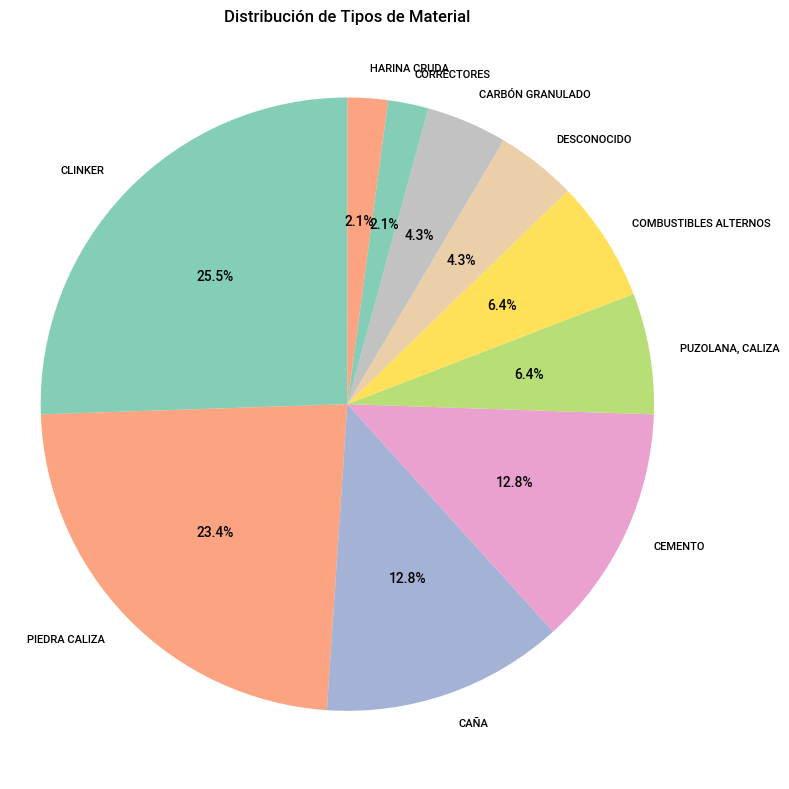 Distribución de Tipos de Material
HARINA CRUDA
CORRECTORES
CARBÓN GRANULADO
DESCONOCIDO
CLINKER
COMBUSTIBLES ALTERNOS
2.1%
2.1%
4.3%
4.3%
25.5%
6.4%
PUZOLANA, CALIZA
6.4%
12.8%
23.4%
CEMENTO
12.8%
PIEDRA CALIZA
CAÑA